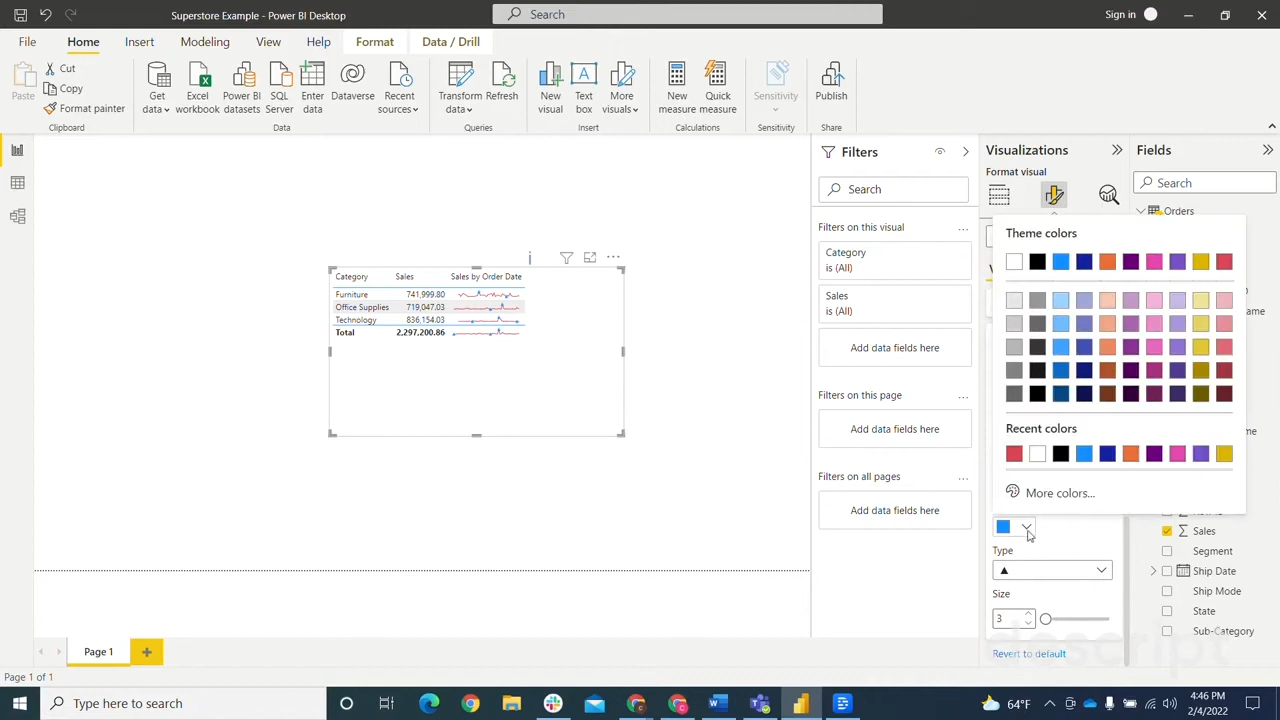 Superstore Example - Power BI Desktop
Search
Sign in
File Home Insert Modeling View Help Format Data / Drill
Paste
Cut
Copy
Format painter
Clipboard
Get data
Excel workbook
Power BI datasets
SQL Server
Enter data
Dataverse
Recent sources
Data
Transform data
Refresh
Queries
New visual
Text box
More visuals
Insert
New measure
Quick measure
Calculations
Sensitivity
Sensitivity
Publish
Share
Category Sales Sales by Order Date
Furniture 741,999.80
Office Supplies 719,047.03
Technology 836,154.03
Total 2,297,200.86
Filters
Search
Filters on this visual ...
Category
is (All)
Sales
is (All)
Add data fields here
Filters on this page ...
Add data fields here
Filters on all pages ...
Add data fields here
Visualizations
Format visual
Fields
Search
Orders
Theme colors
Recent colors
More colors...
Type
Size
3
Revert to default
Sales
Segment
Ship Date
Ship Mode
State
Sub-Category
descript
Page 1
Page 1 of 1
Type here to search
64°F
4:46 PM
2/4/2022